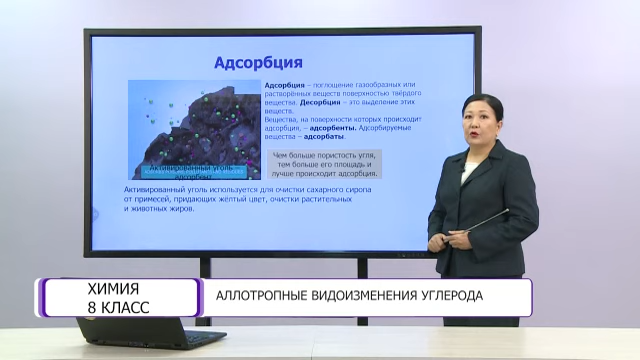 Адсорбция
Адсорбция – поглощение газообразных или
растворённых веществ поверхностью твёрдого
вещества. Десорбция – это выделение этих
веществ.
Вещества, на поверхности которых происходит
адсорбция, – адсорбенты. Адсорбируемые
вещества – адсорбаты.
Активированный уголь
адсорбент
Чем больше пористость угля,
тем больше его площадь и
лучше происходит адсорбция.
Активированный уголь используется для очистки сахарного сиропа
от примесей, придающих жёлтый цвет, очистки растительных
и животных жиров.
ХИМИЯ
8 КЛАСС
АЛЛОТРОПНЫЕ ВИДОИЗМЕНЕНИЯ УГЛЕРОДА